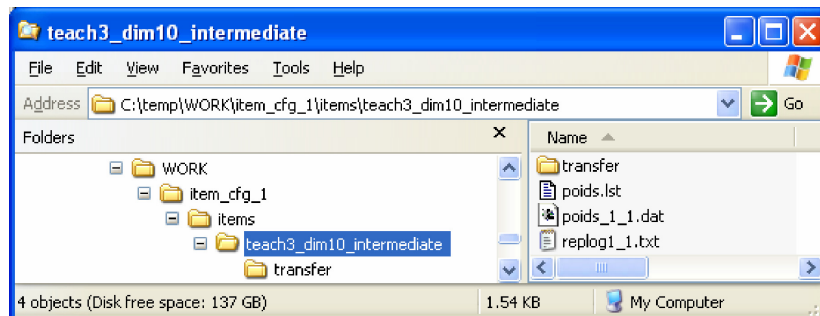 teach3_dim10_intermediate
File Edit View Favorites Tools Help
Address C:\temp\WORK\item_cfg_1\items\teach3_dim10_intermediate Go
Folders x Name
WORK transfer
item_cfg_1 poids.lst
items poids_1_1.dat
teach3_dim10_intermediate replog1_1.txt
transfer
4 objects (Disk free space: 137 GB) 1.54 KB My Computer